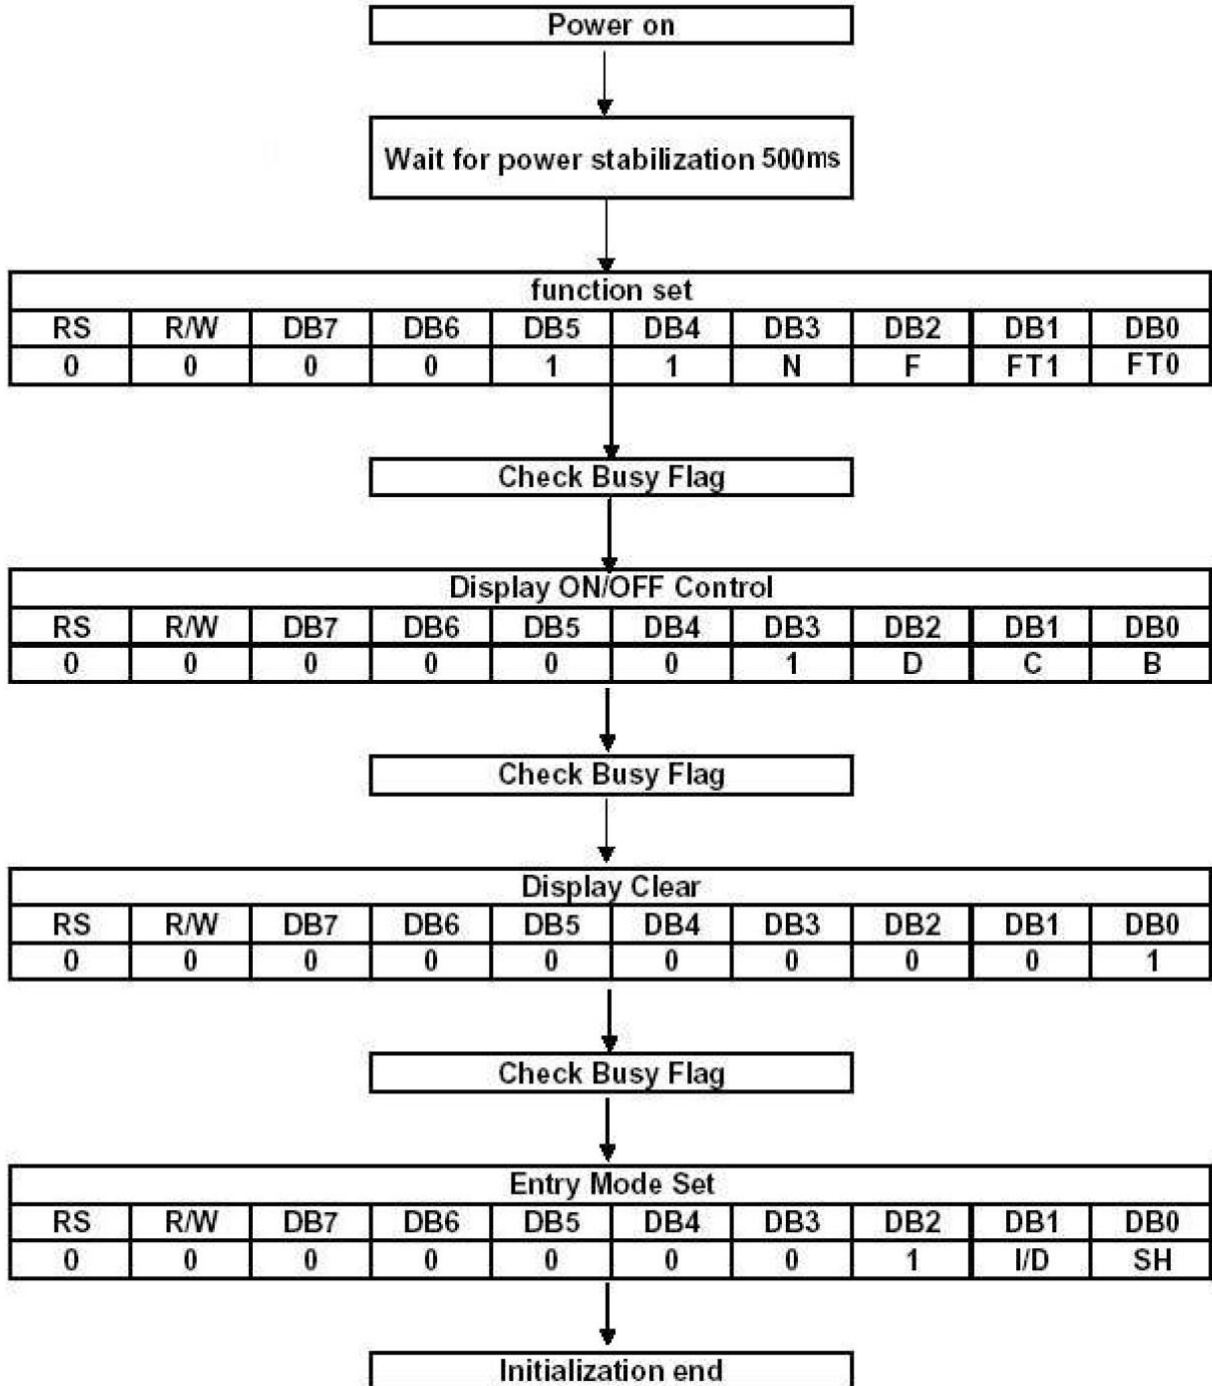 Power on
Wait for power stabilization 500ms
function set
RS R/W DB7 DB6 DB5 DB4 DB3 DB2 DB1 DB0
0 0 0 0 1 1 N F FT1 FT0
Check Busy Flag
Display ON/OFF Control
RS R/W DB7 DB6 DB5 DB4 DB3 DB2 DB1 DB0
0 0 0 0 0 0 1 D C B
Check Busy Flag
Display Clear
RS R/W DB7 DB6 DB5 DB4 DB3 DB2 DB1 DB0
0 0 0 0 0 0 0 0 0 1
Check Busy Flag
Entry Mode Set
RS R/W DB7 DB6 DB5 DB4 DB3 DB2 DB1 DB0
0 0 0 0 0 0 0 1 I/D SH
Initialization end